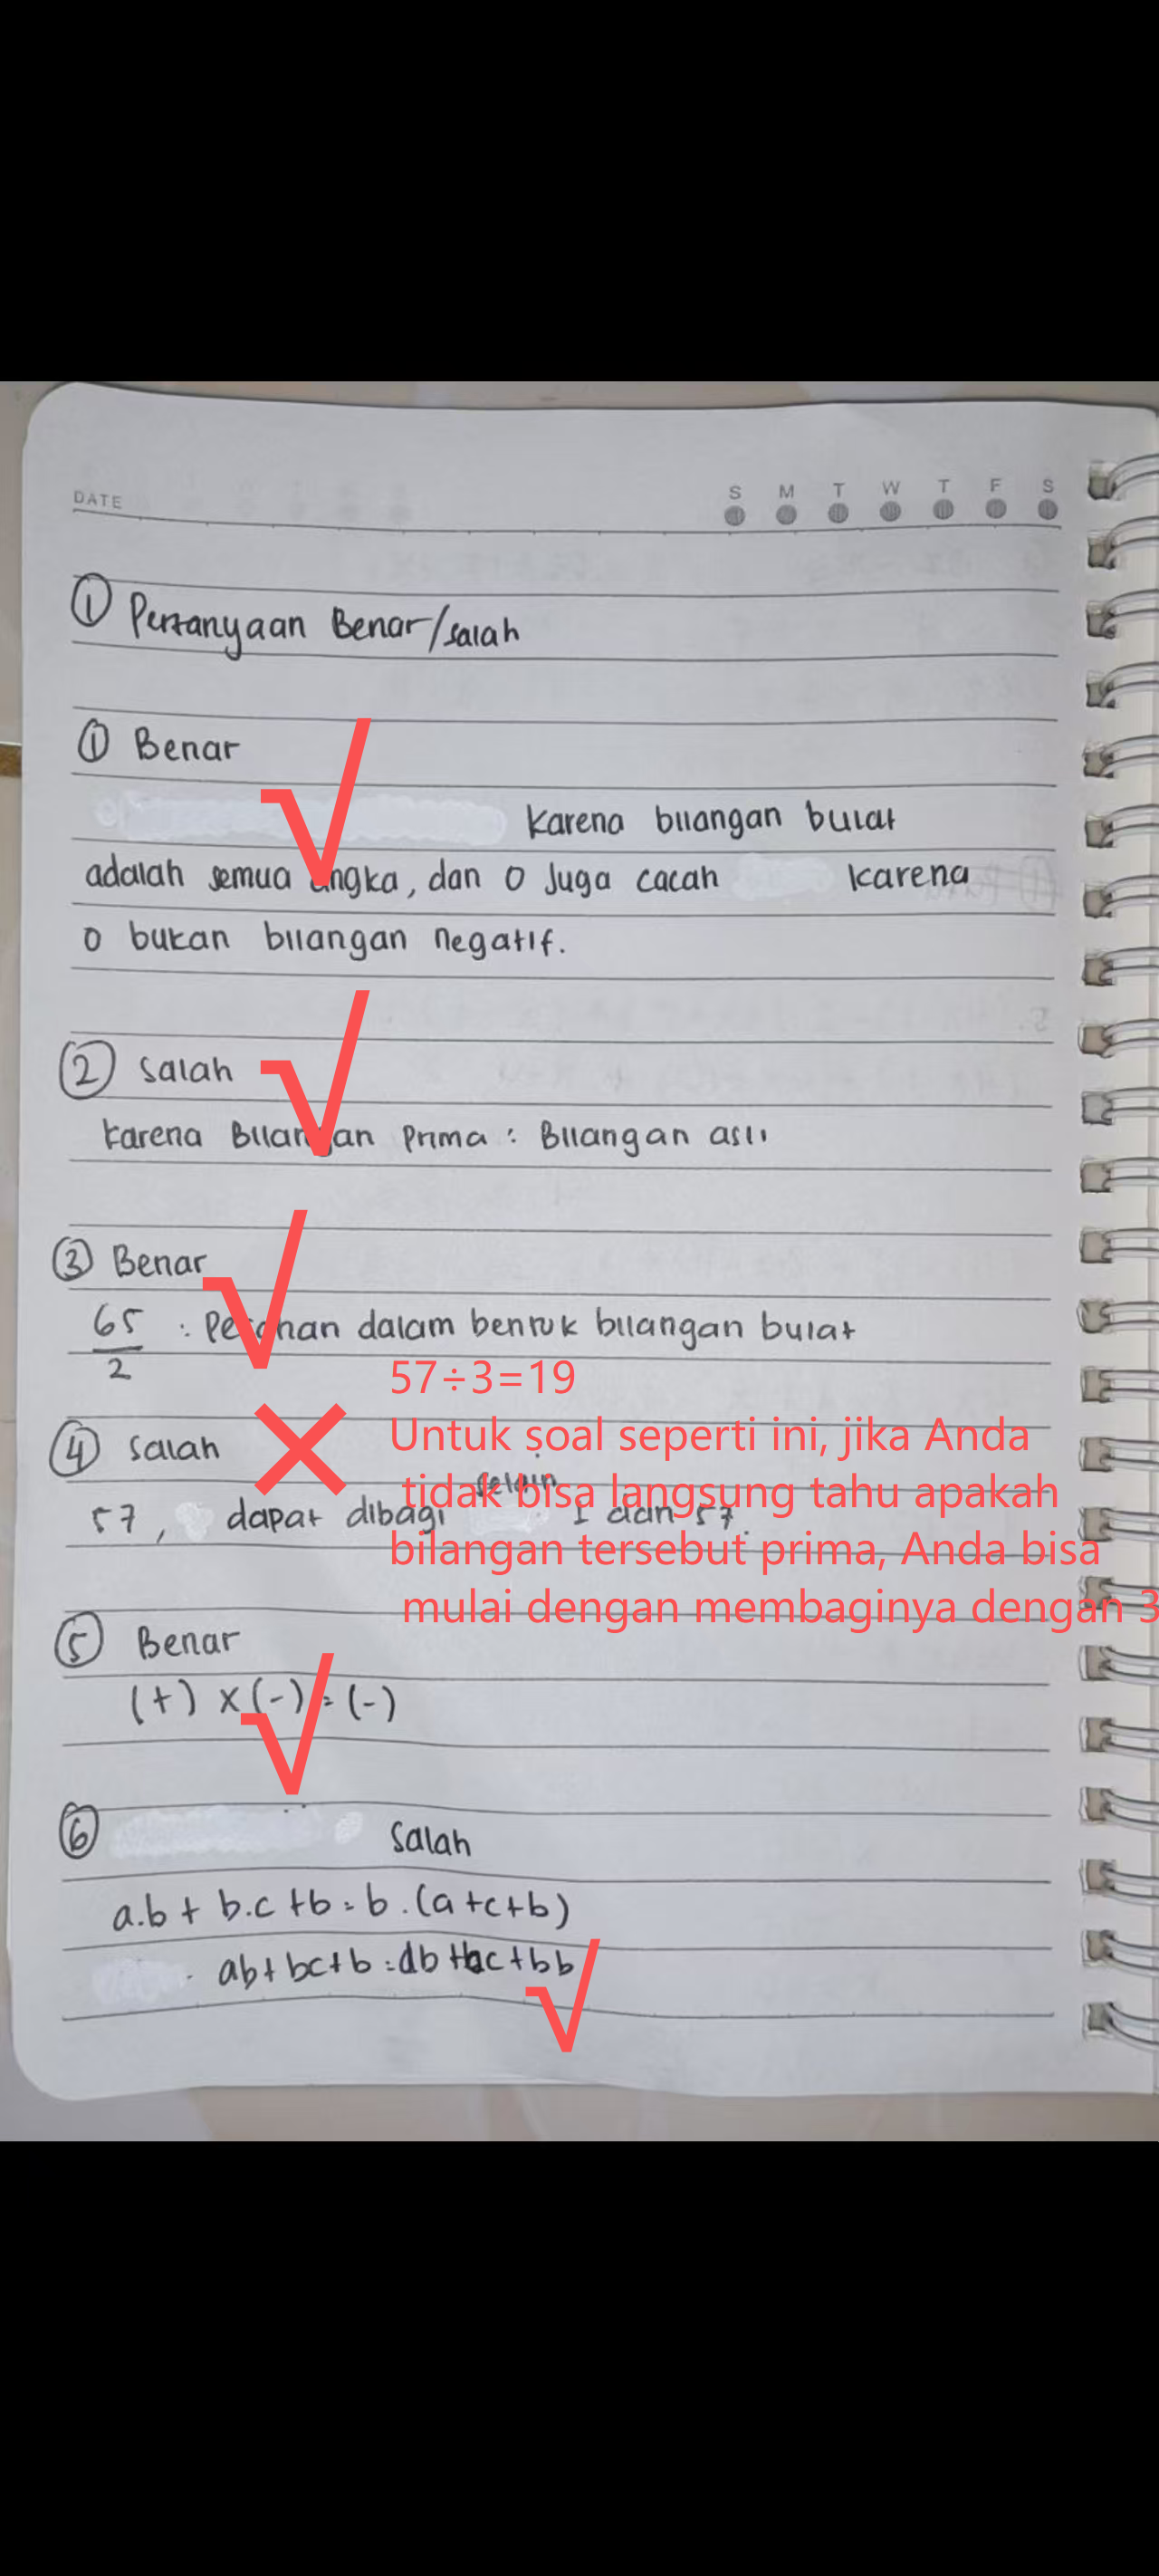 DATE
S M T W T F S
① Pertanyaan Benar/salah
① Benar
karena bilangan bulat
adalah semua angka, dan 0 Juga cacah karena
0 bukan bilangan negatif.
② salah
karena Bilangan prima : Bilangan asli
③ Benar
65/2 : Pecahan dalam bentuk bilangan bulat
57÷3=19
④ salah
Untuk soal seperti ini, jika Anda
selain
tidak bisa langsung tahu apakah
57, dapat dibagi 1 dan 57.
bilangan tersebut prima, Anda bisa
mulai dengan membaginya dengan 3
⑤ Benar
(+) x (-) = (-)
⑥ Salah
a.b + b.c + b = b.(a+c+b)
ab + bc + b =